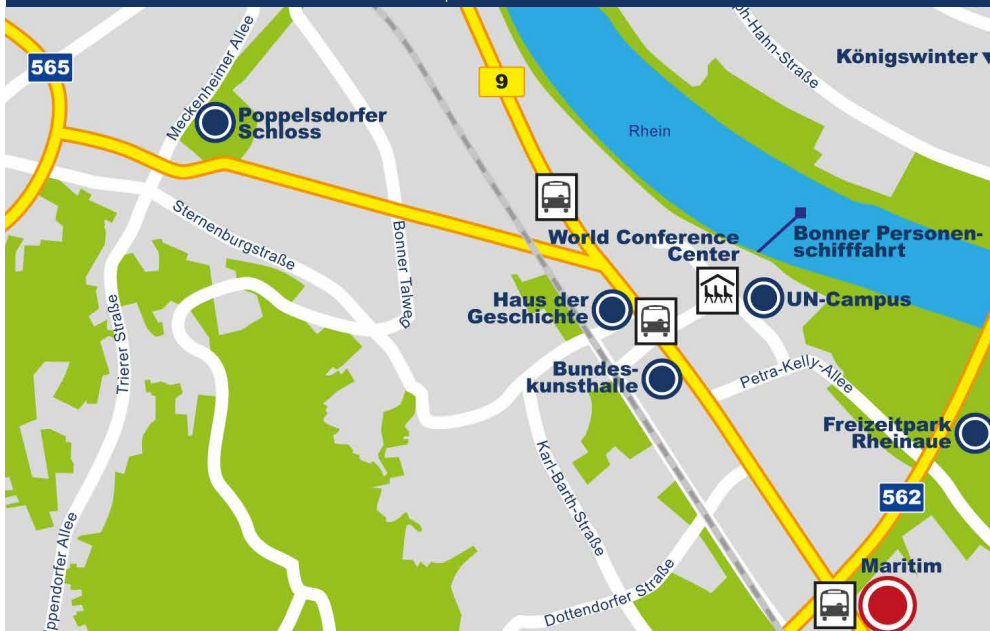 565
Meckenheimer Allee
9
Königswinter
Poppelsdorfer
Schloss
Rhein
Sternenburgstraße
Bonner Talweg
World Conference
Center
Bonner Personen-
schifffahrt
Haus der
Geschichte
UN-Campus
Trierer Straße
Bundes-
kunsthalle
Petra-Kelly-Allee
Freizeitpark
Rheinaue
Karl-Barth-Straße
562
Maritim
Dottendorfer Straße